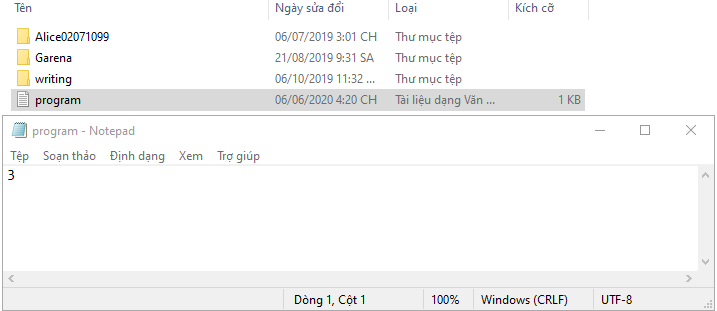 Tên Ngày sửa đổi Loại Kích cỡ
Alice02071099 06/07/2019 3:01 CH Thư mục tệp
Garena 21/08/2019 9:31 SA Thư mục tệp
writing 06/10/2019 11:32 ... Thư mục tệp
program 06/06/2020 4:20 CH Tài liệu dạng Văn ... 1 KB
program - Notepad
Tệp Soạn thảo Định dạng Xem Trợ giúp
3
Dòng 1, Cột 1 100% Windows (CRLF) UTF-8